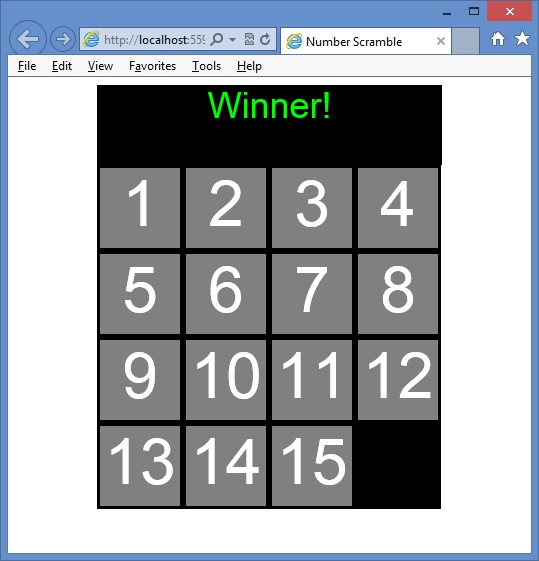 http://localhost:559
Number Scramble
File Edit View Favorites Tools Help
Winner!
1 2 3 4
5 6 7 8
9 10 11 12
13 14 15